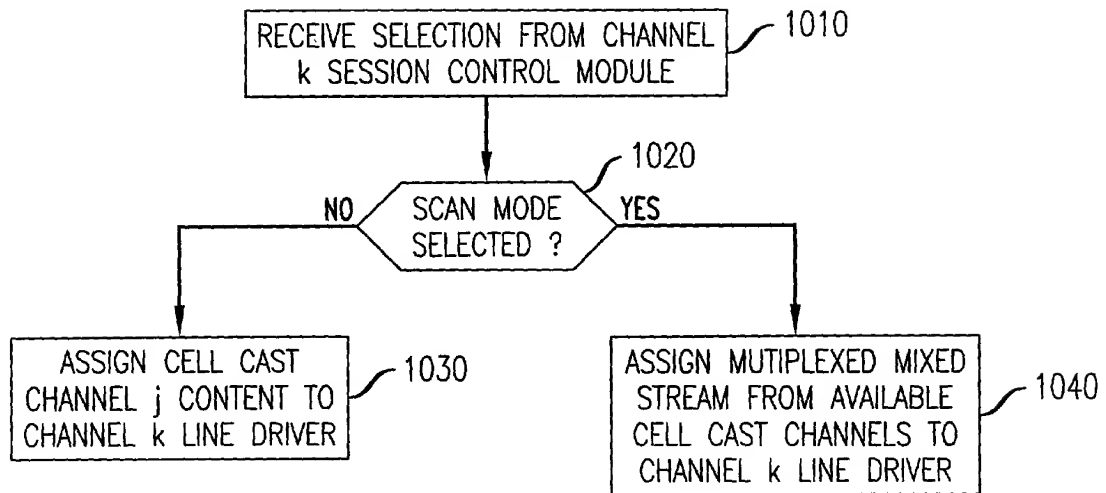 RECEIVE SELECTION FROM CHANNEL
k SESSION CONTROL MODULE
1010
1020
NO
SCAN MODE
SELECTED ?
YES
ASSIGN CELL CAST
CHANNEL j CONTENT TO
CHANNEL k LINE DRIVER
1030
ASSIGN MUTIPLEXED MIXED
STREAM FROM AVAILABLE
CELL CAST CHANNELS TO
CHANNEL k LINE DRIVER
1040